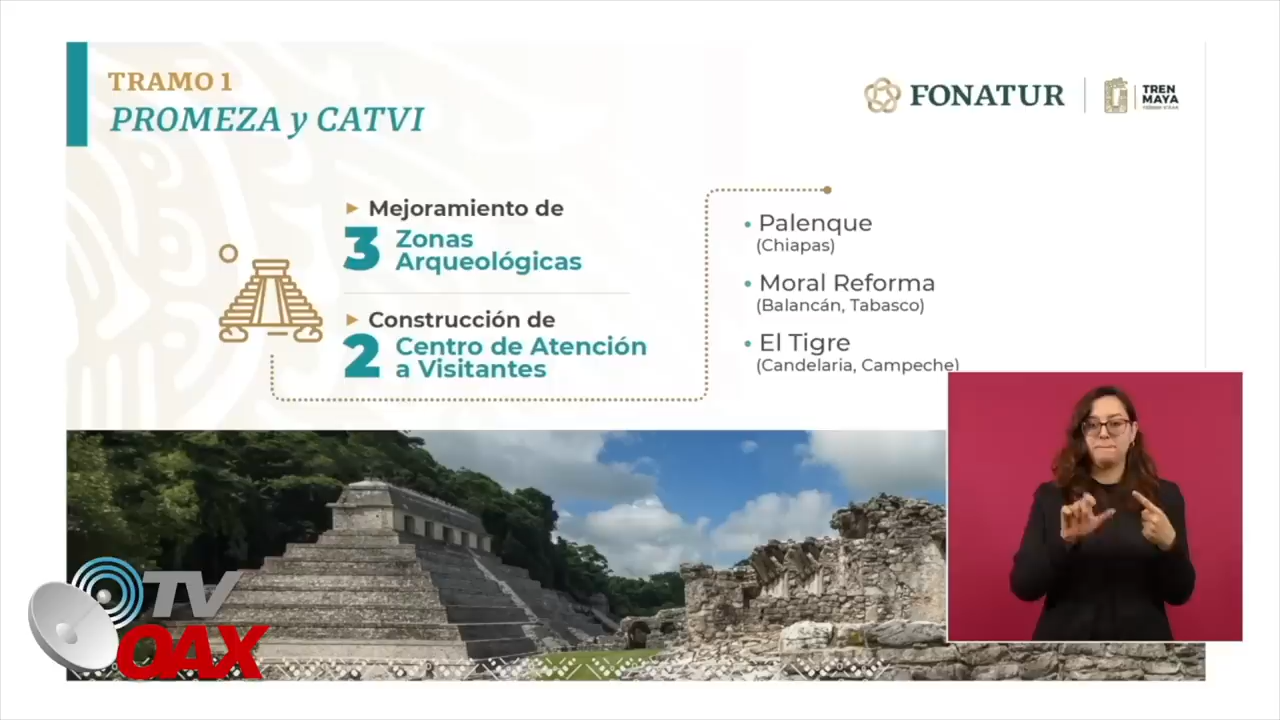 TRAMO 1
PROMEZA y CATVI
FONATUR
TREN
MAYA
Mejoramiento de
3 Zonas
Arqueológicas
Construcción de
2 Centro de Atención
a Visitantes
• Palenque
(Chiapas)
• Moral Reforma
(Balancán, Tabasco)
• El Tigre
(Candelaria, Campeche)
TV
OAX